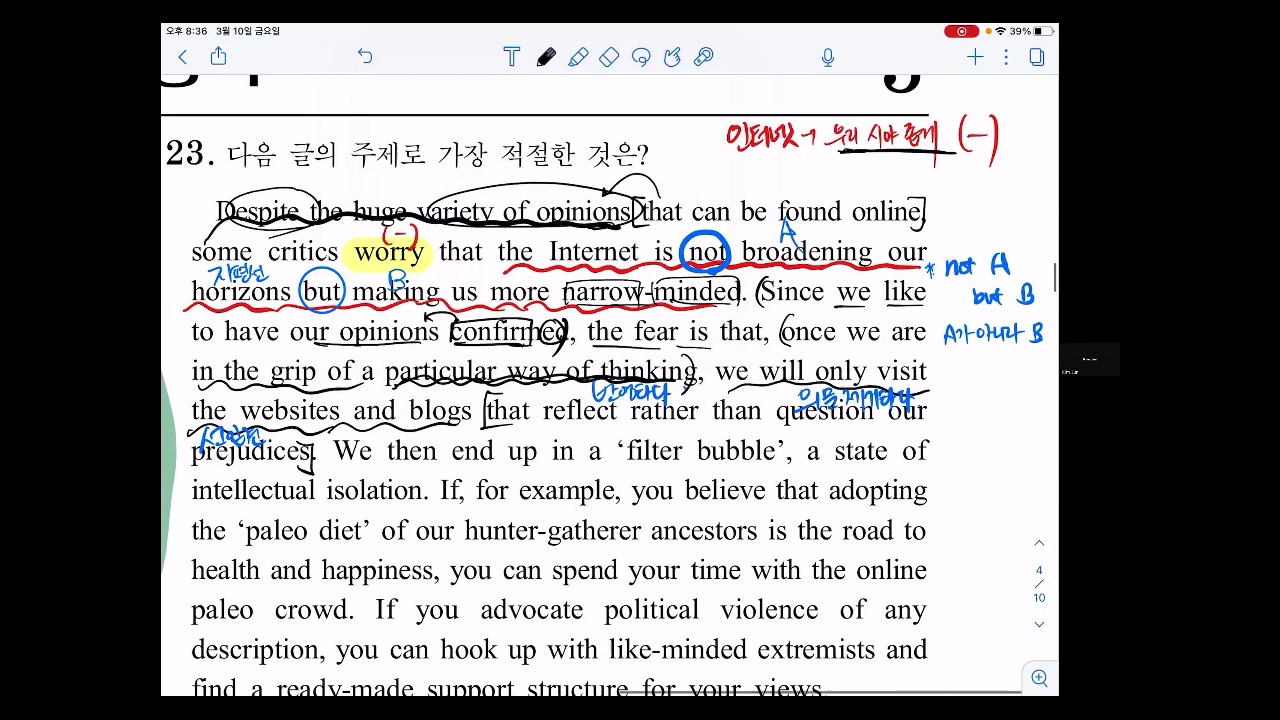 오후 8:36 3월 10일 금요일
39%
인터넷 → 우리 시야 좁게 (-)
23. 다음 글의 주제로 가장 적절한 것은?
Despite the huge variety of opinions that can be found online,
(-) A
some critics worry that the Internet is not broadening our
지평선 B
* not A
horizons but making us more narrow-minded. (Since we like
but B
to have our opinions confirmed, the fear is that, once we are
A가 아니라 B
in the grip of a particular way of thinking, we will only visit
반영하다
the websites and blogs that reflect rather than question our
선입견
prejudices. We then end up in a ‘filter bubble’, a state of
intellectual isolation. If, for example, you believe that adopting
the ‘paleo diet’ of our hunter-gatherer ancestors is the road to
health and happiness, you can spend your time with the online
paleo crowd. If you advocate political violence of any
description, you can hook up with like-minded extremists and
find a ready-made support structure for your views.
4
/
10